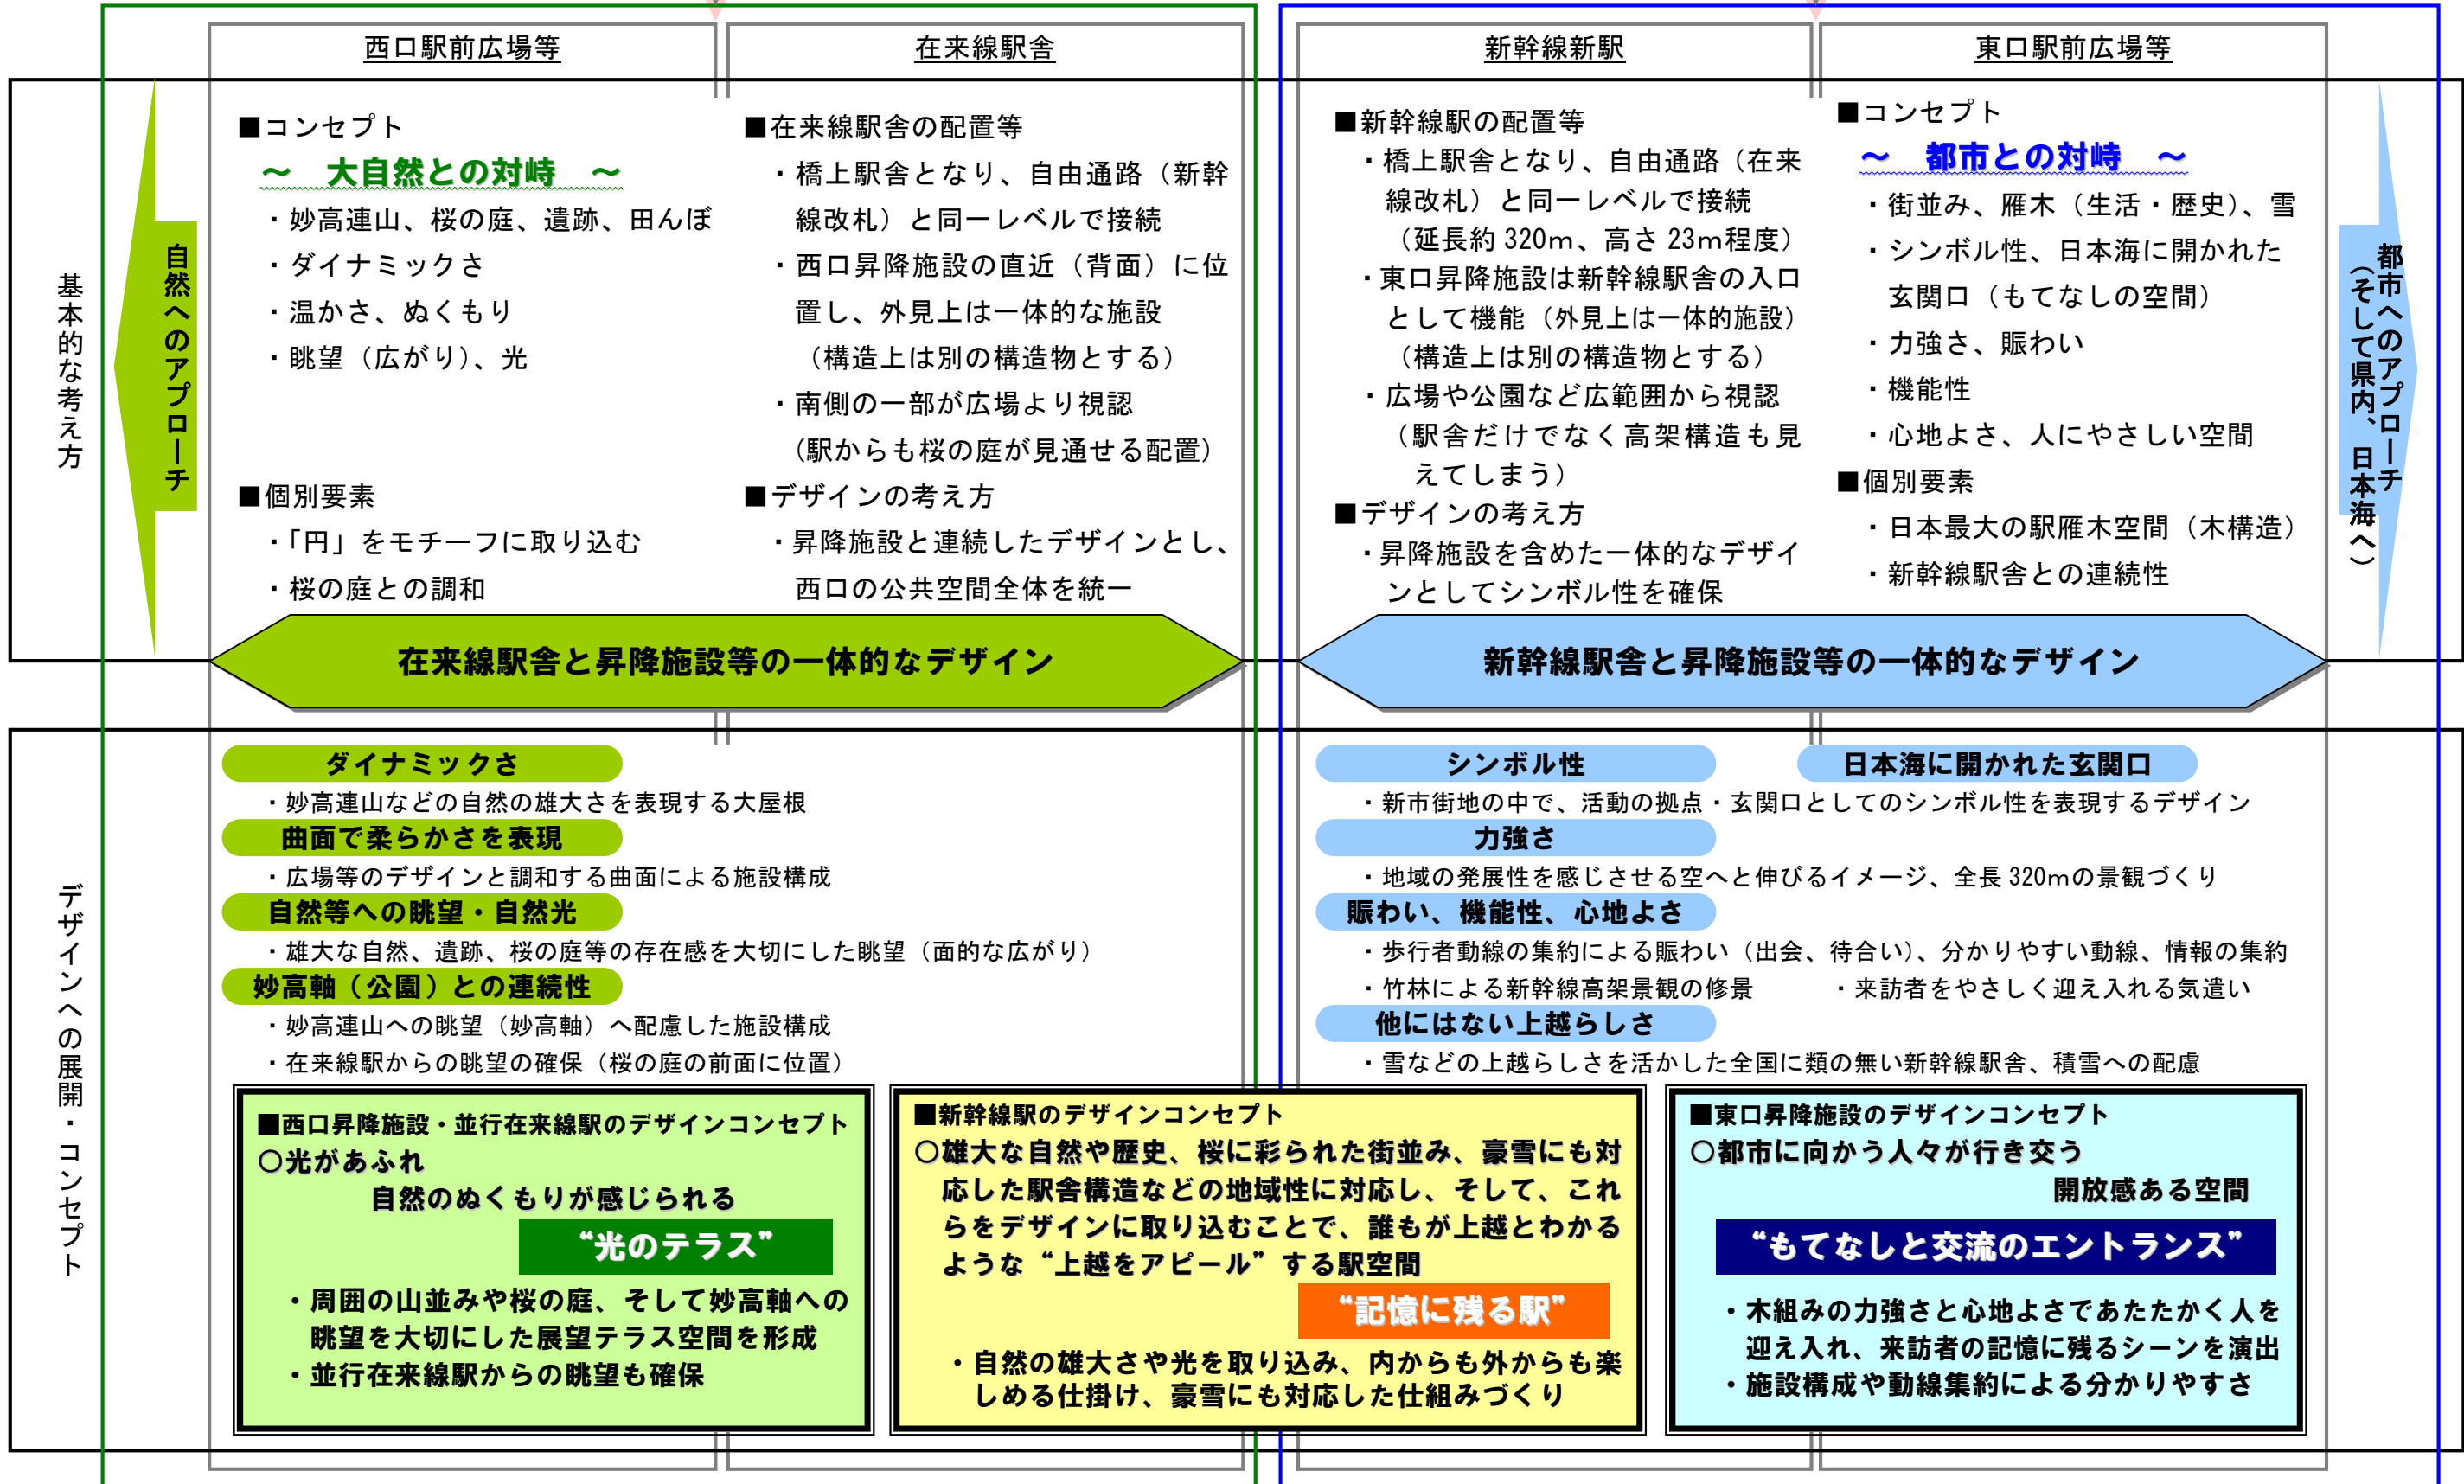 西口駅前広場等
在来線駅舎
新幹線新駅
東口駅前広場等
基本的な考え方
自然へのアプローチ
■コンセプト
～　大自然との対峙　～
・妙高連山、桜の庭、遺跡、田んぼ
・ダイナミックさ
・温かさ、ぬくもり
・眺望（広がり）、光
■個別要素
・「円」をモチーフに取り込む
・桜の庭との調和
■在来線駅舎の配置等
・橋上駅舎となり、自由通路（新幹
線改札）と同一レベルで接続
・西口昇降施設の直近（背面）に位
置し、外見上は一体的な施設
（構造上は別の構造物とする）
・南側の一部が広場より視認
（駅からも桜の庭が見通せる配置）
■デザインの考え方
・昇降施設と連続したデザインとし、
西口の公共空間全体を統一
■新幹線駅の配置等
・橋上駅舎となり、自由通路（在来
線改札）と同一レベルで接続
（延長約320ｍ、高さ23ｍ程度）
・東口昇降施設は新幹線駅舎の入口
として機能（外見上は一体的施設）
（構造上は別の構造物とする）
・広場や公園など広範囲から視認
（駅舎だけでなく高架構造も見
えてしまう）
■デザインの考え方
・昇降施設を含めた一体的なデザイ
ンとしてシンボル性を確保
■コンセプト
～　都市との対峙　～
・街並み、雁木（生活・歴史）、雪
・シンボル性、日本海に開かれた
玄関口（もてなしの空間）
・力強さ、賑わい
・機能性
・心地よさ、人にやさしい空間
■個別要素
・日本最大の駅雁木空間（木構造）
・新幹線駅舎との連続性
都市へのアプローチ
（そして県内、日本海へ）
在来線駅舎と昇降施設等の一体的なデザイン
新幹線駅舎と昇降施設等の一体的なデザイン
デザインへの展開・コンセプト
ダイナミックさ
・妙高連山などの自然の雄大さを表現する大屋根
曲面で柔らかさを表現
・広場等のデザインと調和する曲面による施設構成
自然等への眺望・自然光
・雄大な自然、遺跡、桜の庭等の存在感を大切にした眺望（面的な広がり）
妙高軸（公園）との連続性
・妙高連山への眺望（妙高軸）へ配慮した施設構成
・在来線駅からの眺望の確保（桜の庭の前面に位置）
シンボル性
日本海に開かれた玄関口
・新市街地の中で、活動の拠点・玄関口としてのシンボル性を表現するデザイン
力強さ
・地域の発展性を感じさせる空へと伸びるイメージ、全長320ｍの景観づくり
賑わい、機能性、心地よさ
・歩行者動線の集約による賑わい（出会、待合い）、分かりやすい動線、情報の集約
・竹林による新幹線高架景観の修景　・来訪者をやさしく迎え入れる気遣い
他にはない上越らしさ
・雪などの上越らしさを活かした全国に類の無い新幹線駅舎、積雪への配慮
■西口昇降施設・並行在来線駅のデザインコンセプト
○光があふれ
自然のぬくもりが感じられる
“光のテラス”
・周囲の山並みや桜の庭、そして妙高軸への
眺望を大切にした展望テラス空間を形成
・並行在来線駅からの眺望も確保
■新幹線駅のデザインコンセプト
○雄大な自然や歴史、桜に彩られた街並み、豪雪にも対
応した駅舎構造などの地域性に対応し、そして、これ
らをデザインに取り込むことで、誰もが上越とわかる
ような“上越をアピール”する駅空間
“記憶に残る駅”
・自然の雄大さや光を取り込み、内からも外からも楽
しめる仕掛け、豪雪にも対応した仕組みづくり
■東口昇降施設のデザインコンセプト
○都市に向かう人々が行き交う
開放感ある空間
“もてなしと交流のエントランス”
・木組みの力強さと心地よさであたたかく人を
迎え入れ、来訪者の記憶に残るシーンを演出
・施設構成や動線集約による分かりやすさ